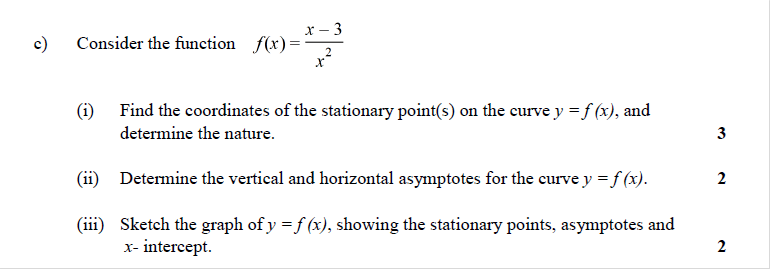 c) Consider the function f(x) = x – 3 / x²
(i) Find the coordinates of the stationary point(s) on the curve y = f (x), and
determine the nature. 3
(ii) Determine the vertical and horizontal asymptotes for the curve y = f (x). 2
(iii) Sketch the graph of y = f (x), showing the stationary points, asymptotes and
x- intercept. 2